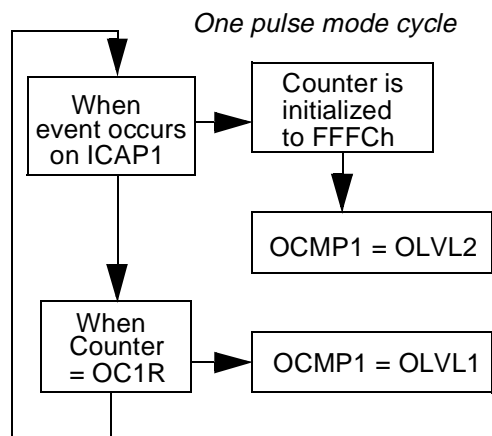 One pulse mode cycle
When
event occurs
on ICAP1
Counter is
initialized
to FFFCh
OCMP1 = OLVL2
When
Counter
= OC1R
OCMP1 = OLVL1